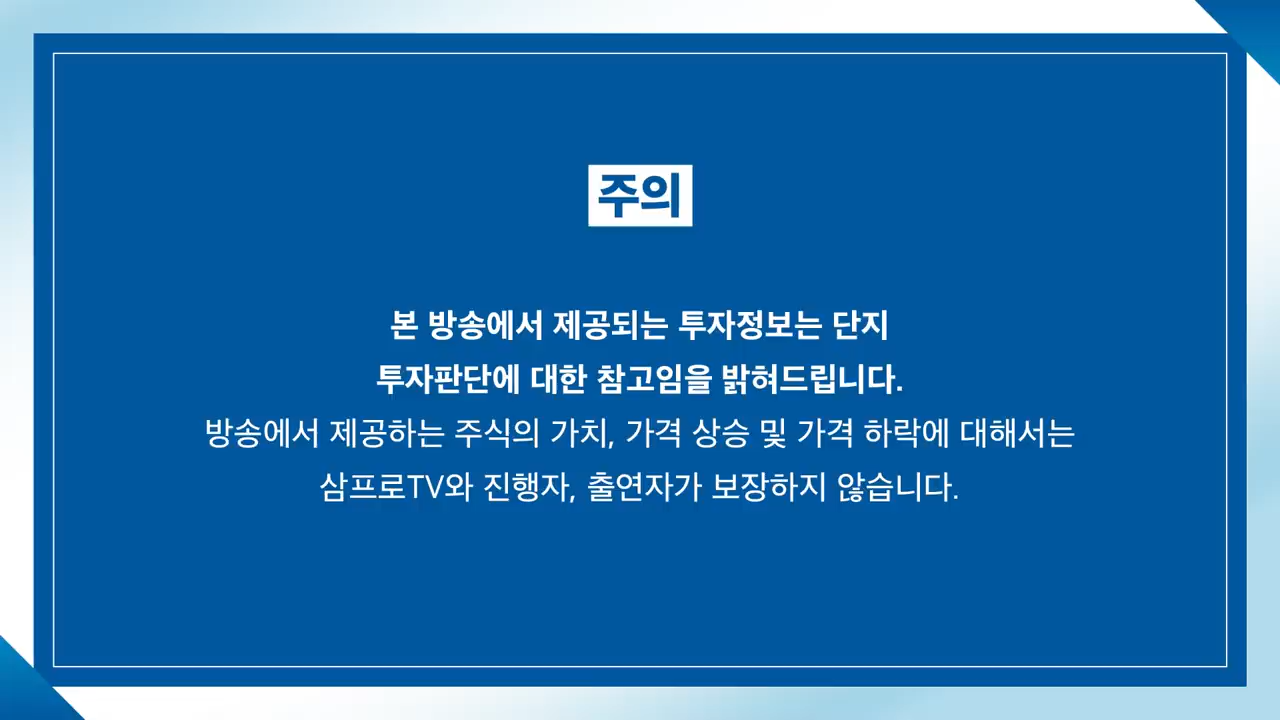 주의
본 방송에서 제공되는 투자정보는 단지
투자판단에 대한 참고임을 밝혀드립니다.
방송에서 제공하는 주식의 가치, 가격 상승 및 가격 하락에 대해서는
삼프로TV와 진행자, 출연자가 보장하지 않습니다.